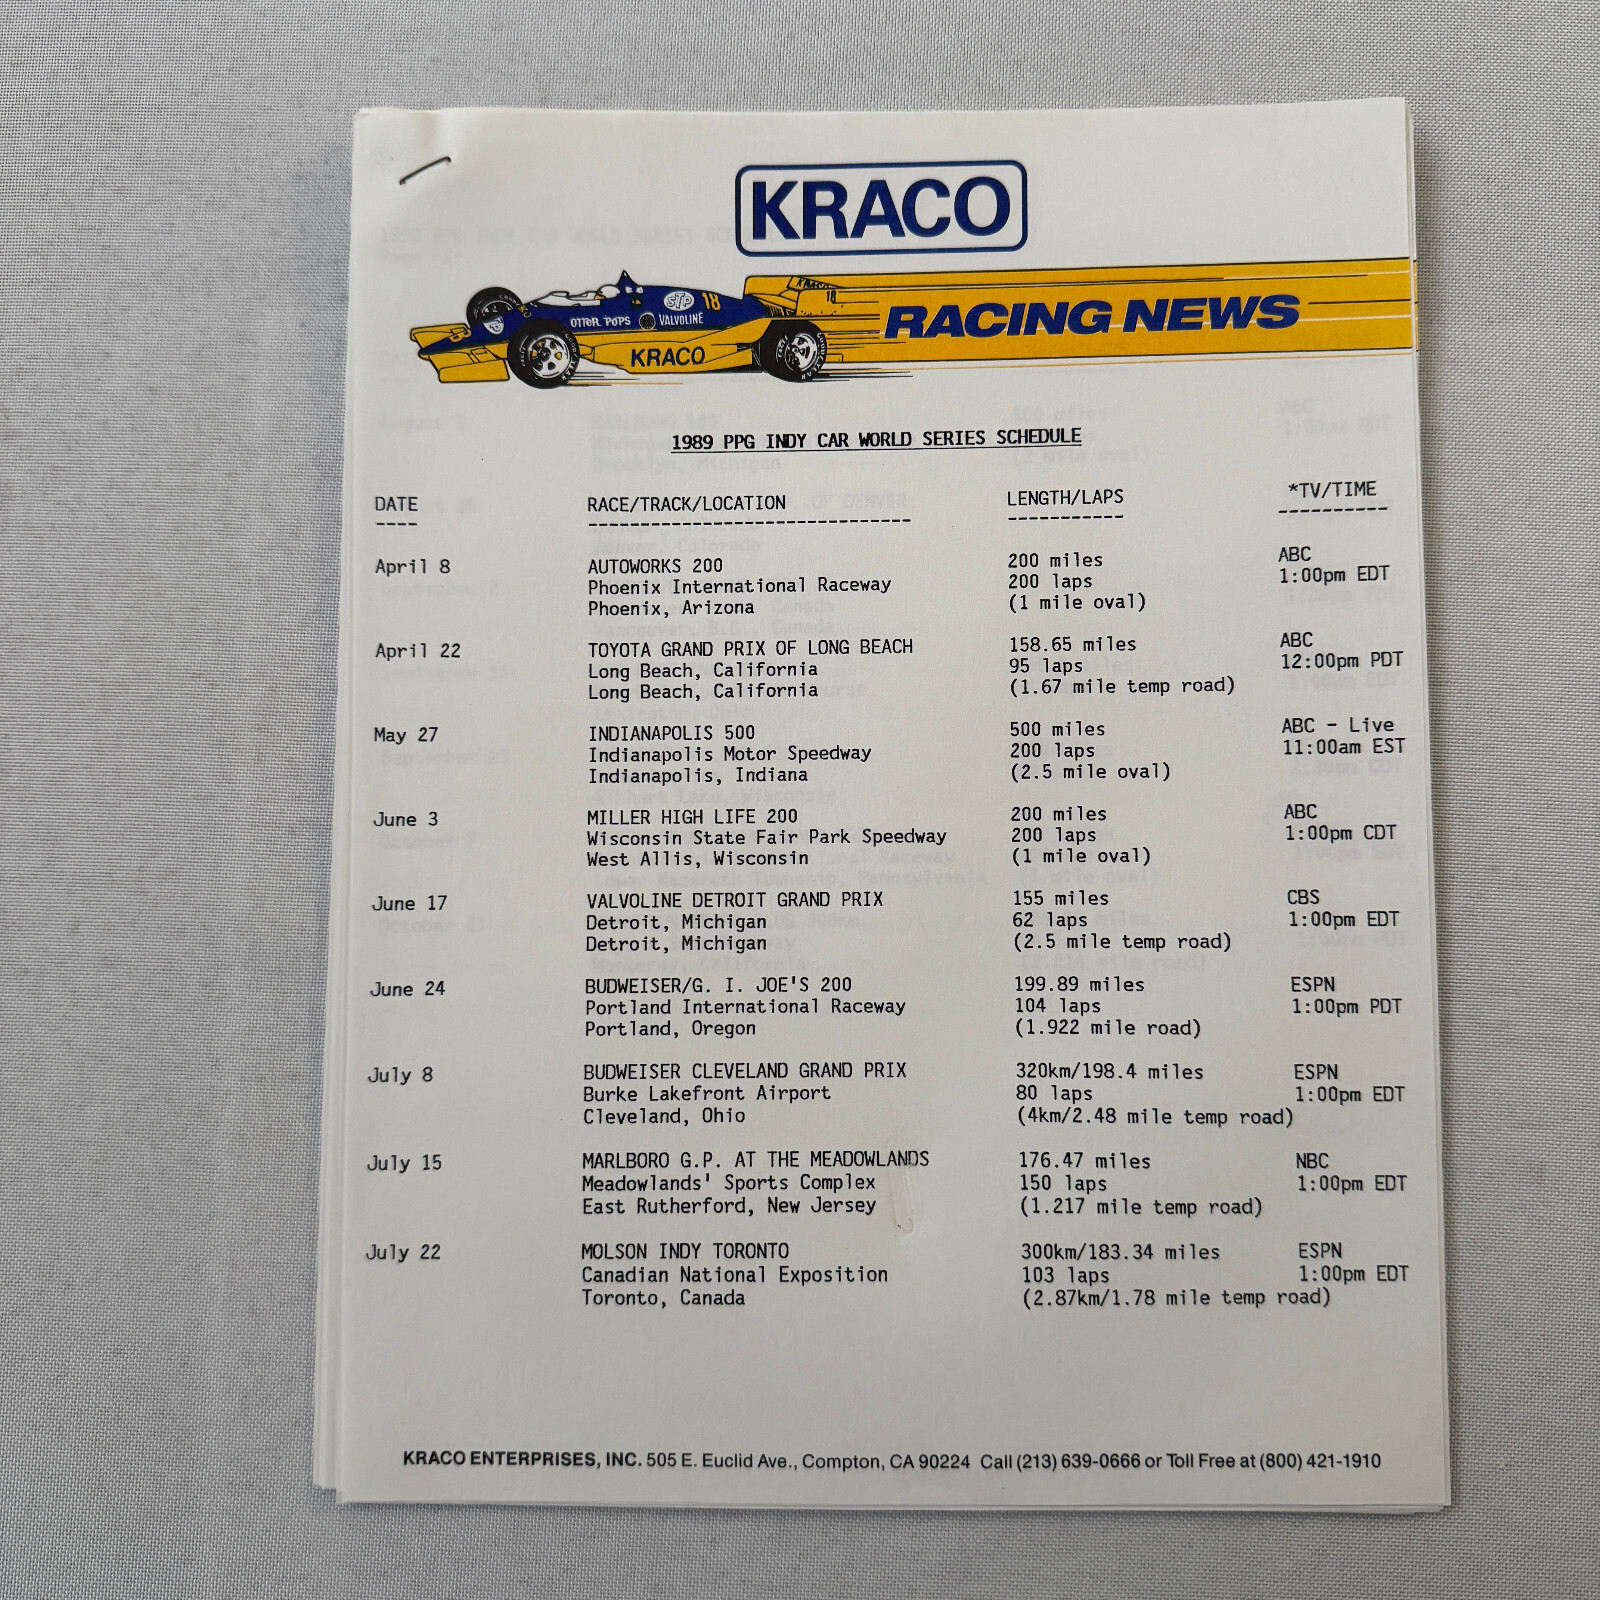 KRACO
RACING NEWS
STP 18
OTTER POPS VALVOLINE
KRACO
KRACO
18
1989 PPG INDY CAR WORLD SERIES SCHEDULE
DATE RACE/TRACK/LOCATION LENGTH/LAPS *TV/TIME
April 8 AUTOWORKS 200 200 miles ABC
Phoenix International Raceway 200 laps 1:00pm EDT
Phoenix, Arizona (1 mile oval)
April 22 TOYOTA GRAND PRIX OF LONG BEACH 158.65 miles ABC
Long Beach, California 95 laps 12:00pm PDT
Long Beach, California (1.67 mile temp road)
May 27 INDIANAPOLIS 500 500 miles ABC - Live
Indianapolis Motor Speedway 200 laps 11:00am EST
Indianapolis, Indiana (2.5 mile oval)
June 3 MILLER HIGH LIFE 200 200 miles ABC
Wisconsin State Fair Park Speedway 200 laps 1:00pm CDT
West Allis, Wisconsin (1 mile oval)
June 17 VALVOLINE DETROIT GRAND PRIX 155 miles CBS
Detroit, Michigan 62 laps 1:00pm EDT
Detroit, Michigan (2.5 mile temp road)
June 24 BUDWEISER/G. I. JOE'S 200 199.89 miles ESPN
Portland International Raceway 104 laps 1:00pm PDT
Portland, Oregon (1.922 mile road)
July 8 BUDWEISER CLEVELAND GRAND PRIX 320km/198.4 miles ESPN
Burke Lakefront Airport 80 laps 1:00pm EDT
Cleveland, Ohio (4km/2.48 mile temp road)
July 15 MARLBORO G.P. AT THE MEADOWLANDS 176.47 miles NBC
Meadowlands' Sports Complex 150 laps 1:00pm EDT
East Rutherford, New Jersey (1.217 mile temp road)
July 22 MOLSON INDY TORONTO 300km/183.34 miles ESPN
Canadian National Exposition 103 laps 1:00pm EDT
Toronto, Canada (2.87km/1.78 mile temp road)
KRACO ENTERPRISES, INC. 505 E. Euclid Ave., Compton, CA 90224 Call (213) 639-0666 or Toll Free at (800) 421-1910